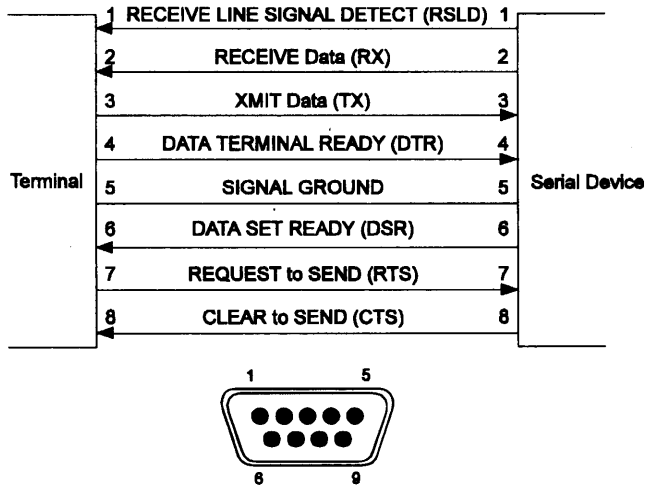 1 RECEIVE LINE SIGNAL DETECT (RSLD) 1
2 RECEIVE Data (RX) 2
3 XMIT Data (TX) 3
4 DATA TERMINAL READY (DTR) 4
Terminal 5 SIGNAL GROUND 5 Serial Device
6 DATA SET READY (DSR) 6
7 REQUEST to SEND (RTS) 7
8 CLEAR to SEND (CTS) 8
1 5
6 9